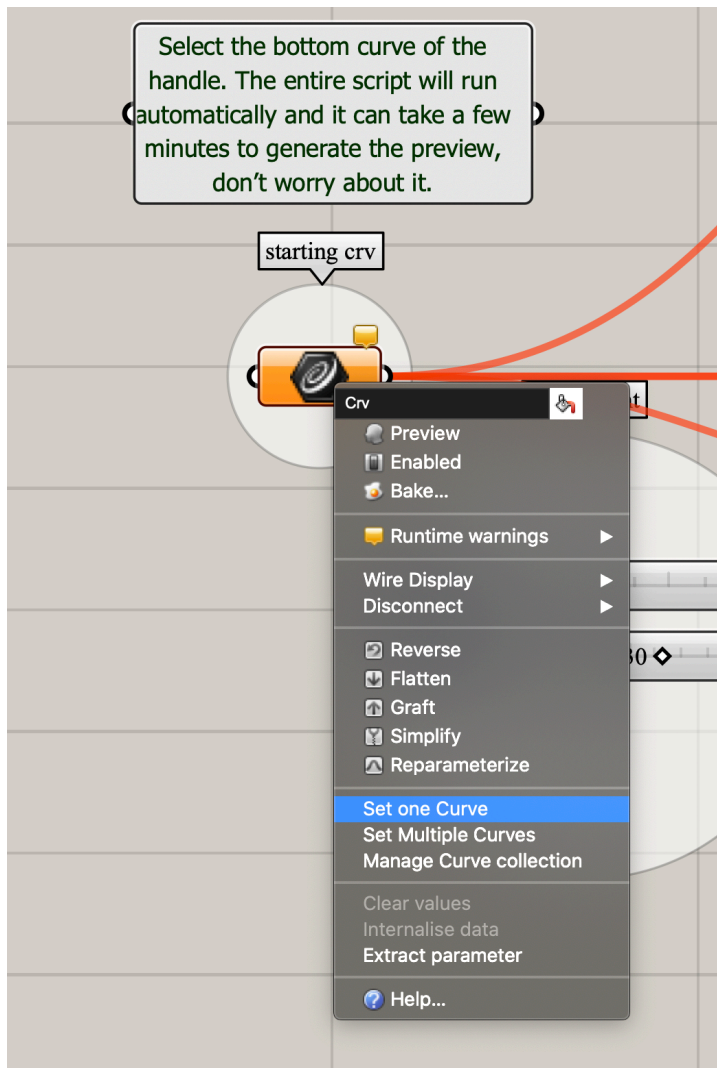 Select the bottom curve of the
handle. The entire script will run
automatically and it can take a few
minutes to generate the preview,
don’t worry about it.
starting crv
Crv
Preview
Enabled
Bake...
Runtime warnings
Wire Display
Disconnect
Reverse
Flatten
Graft
Simplify
Reparameterize
Set one Curve
Set Multiple Curves
Manage Curve collection
Clear values
Internalise data
Extract parameter
Help...